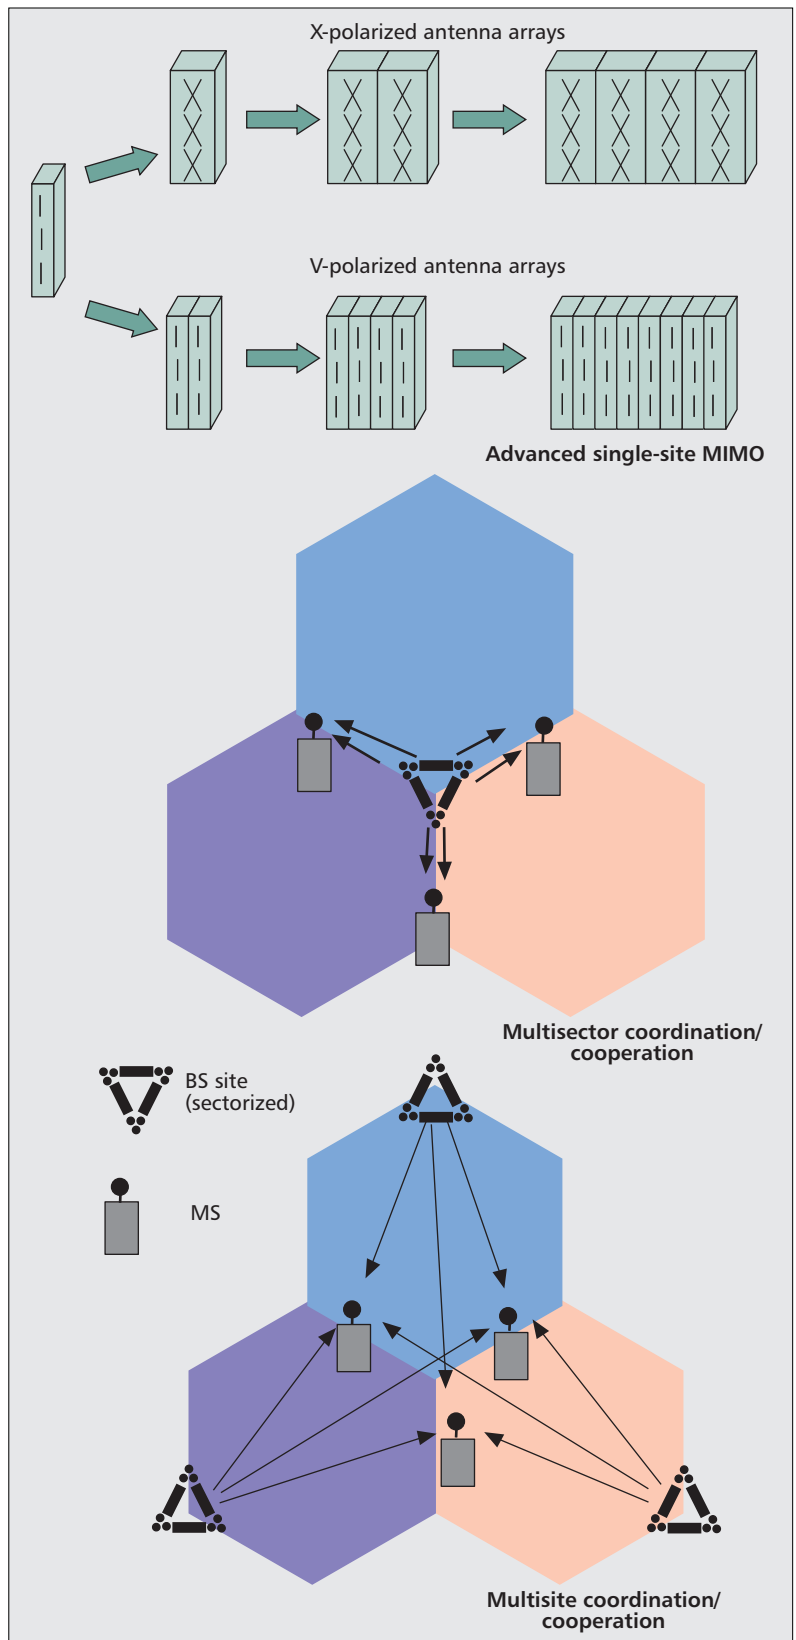 X-polarized antenna arrays
V-polarized antenna arrays
Advanced single-site MIMO
Multisector coordination/
cooperation
BS site
(sectorized)
MS
Multisite coordination/
cooperation